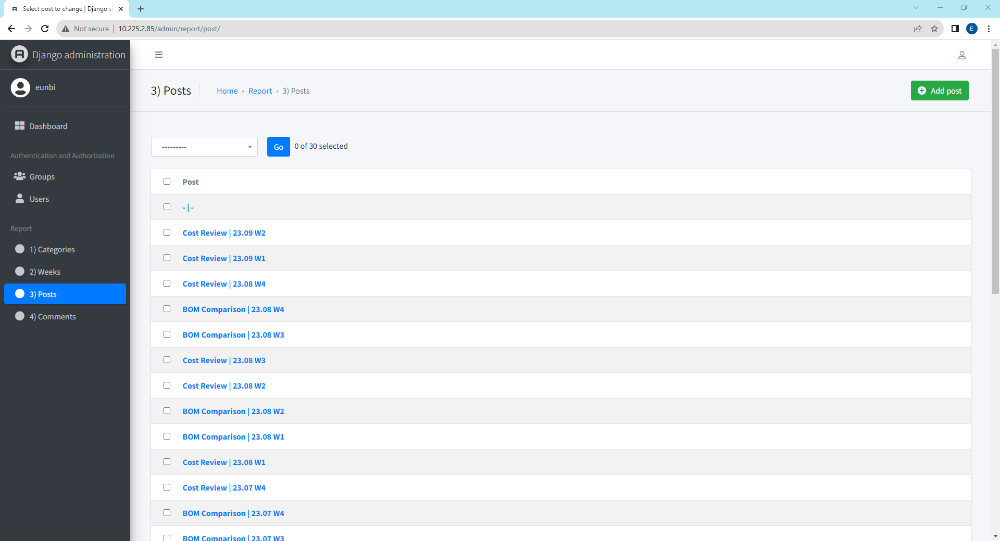 Select post to change | Django si
Not secure
10.225.2.85/admin/report/post/
E
Django administration
eunbi
3) Posts
Home › Report › 3) Posts
Add post
Dashboard
Authentication and Authorization
Groups
Users
Report
1) Categories
2) Weeks
3) Posts
4) Comments
---------
Go
0 of 30 selected
Post
- | -
Cost Review | 23.09 W2
Cost Review | 23.09 W1
Cost Review | 23.08 W4
BOM Comparison | 23.08 W4
BOM Comparison | 23.08 W3
Cost Review | 23.08 W3
Cost Review | 23.08 W2
BOM Comparison | 23.08 W2
BOM Comparison | 23.08 W1
Cost Review | 23.08 W1
Cost Review | 23.07 W4
BOM Comparison | 23.07 W4
BOM Comparison | 23.07 W3